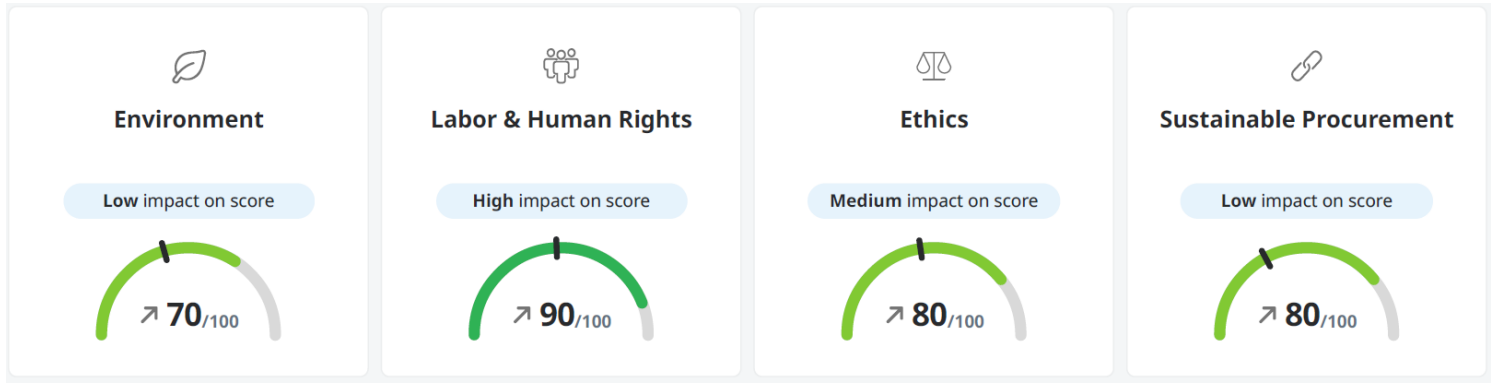 Environment
Low impact on score
70/100
Labor & Human Rights
High impact on score
90/100
Ethics
Medium impact on score
80/100
Sustainable Procurement
Low impact on score
80/100